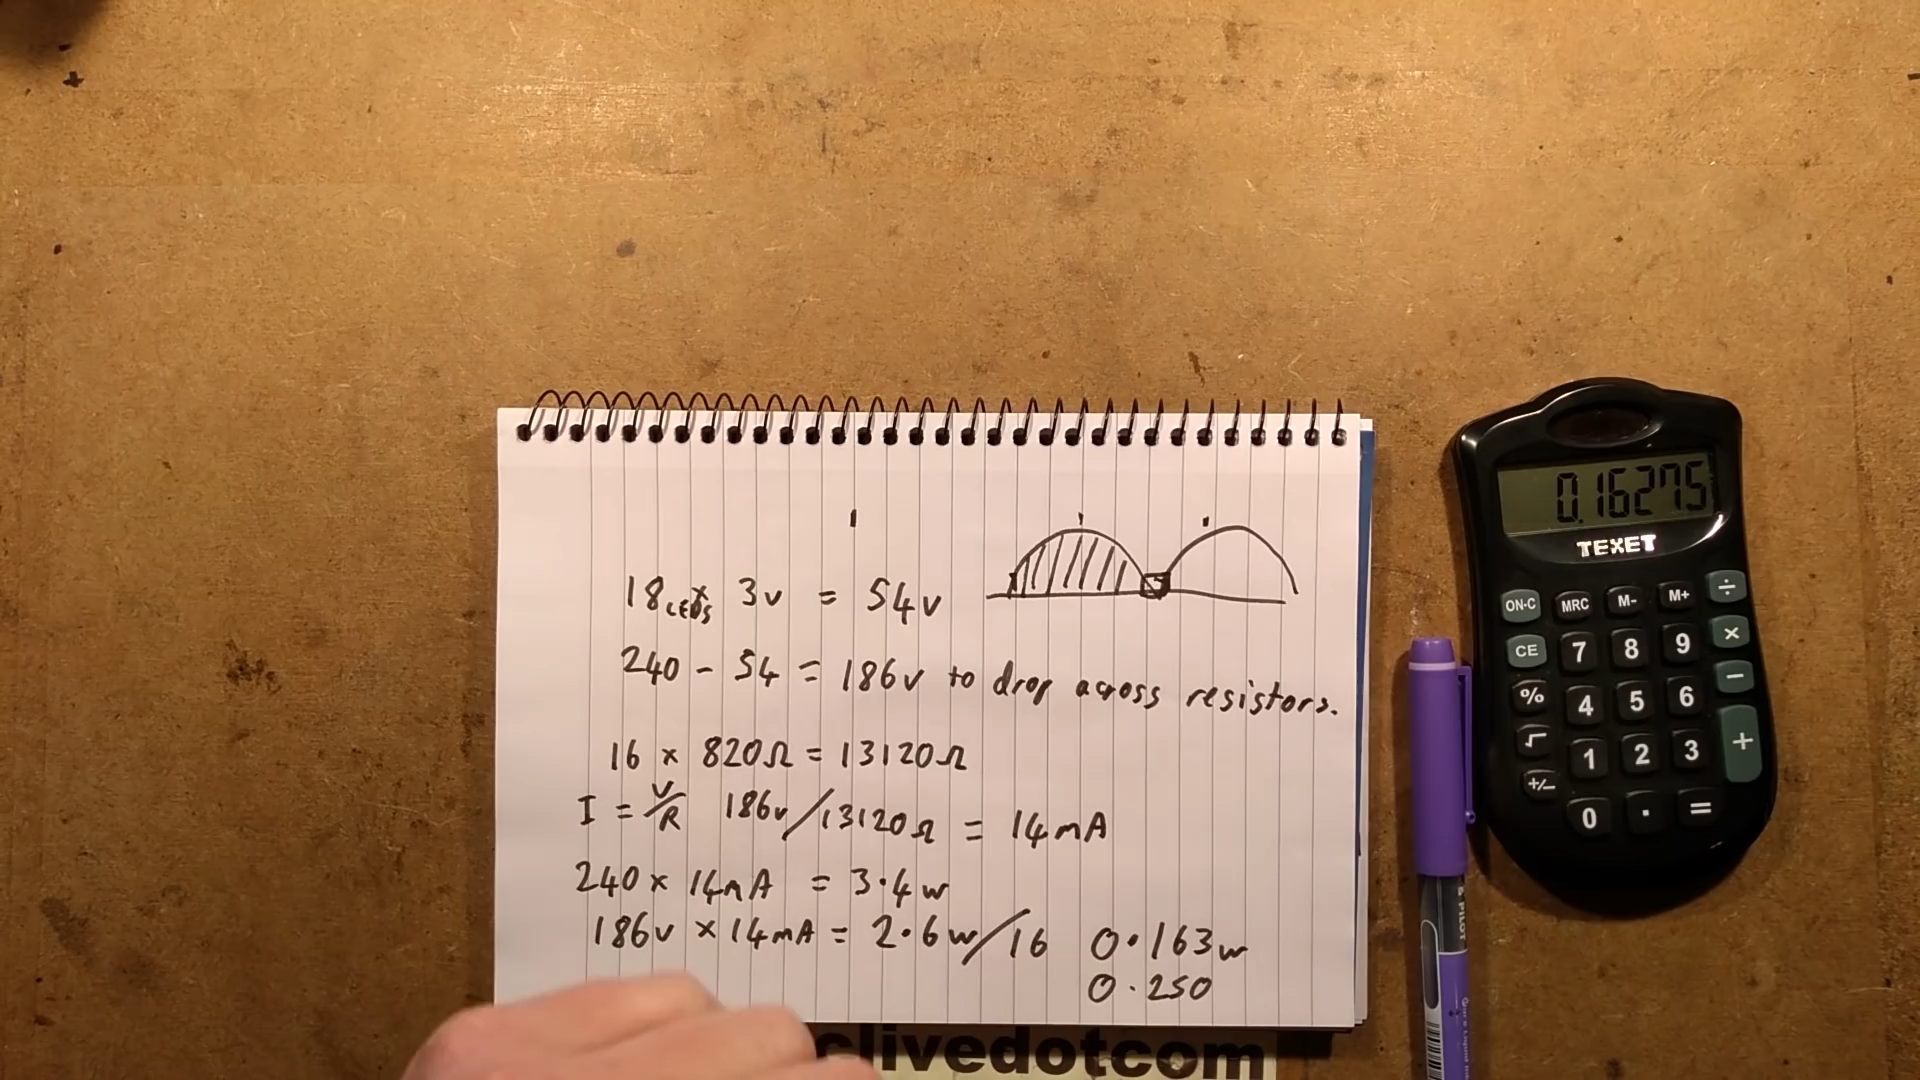 18 LEDs x 3v = 54v
240 - 54 = 186v to drop across resistors.
16 x 820Ω = 13120Ω
I = V/R 186v/13120Ω = 14mA
240 x 14mA = 3.4w
186v x 14mA = 2.6w/16 0.163w
0.250
clivedotcom
0.16275
TEXET
ON-C MRC M- M+ ÷
CE 7 8 9 ×
% 4 5 6 −
√ 1 2 3 +
+/− 0 . =
PILOT